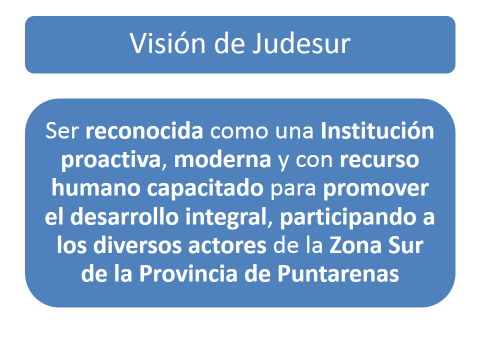 Visión de Judesur
Ser reconocida como una Institución
proactiva, moderna y con recurso
humano capacitado para promover
el desarrollo integral, participando a
los diversos actores de la Zona Sur
de la Provincia de Puntarenas